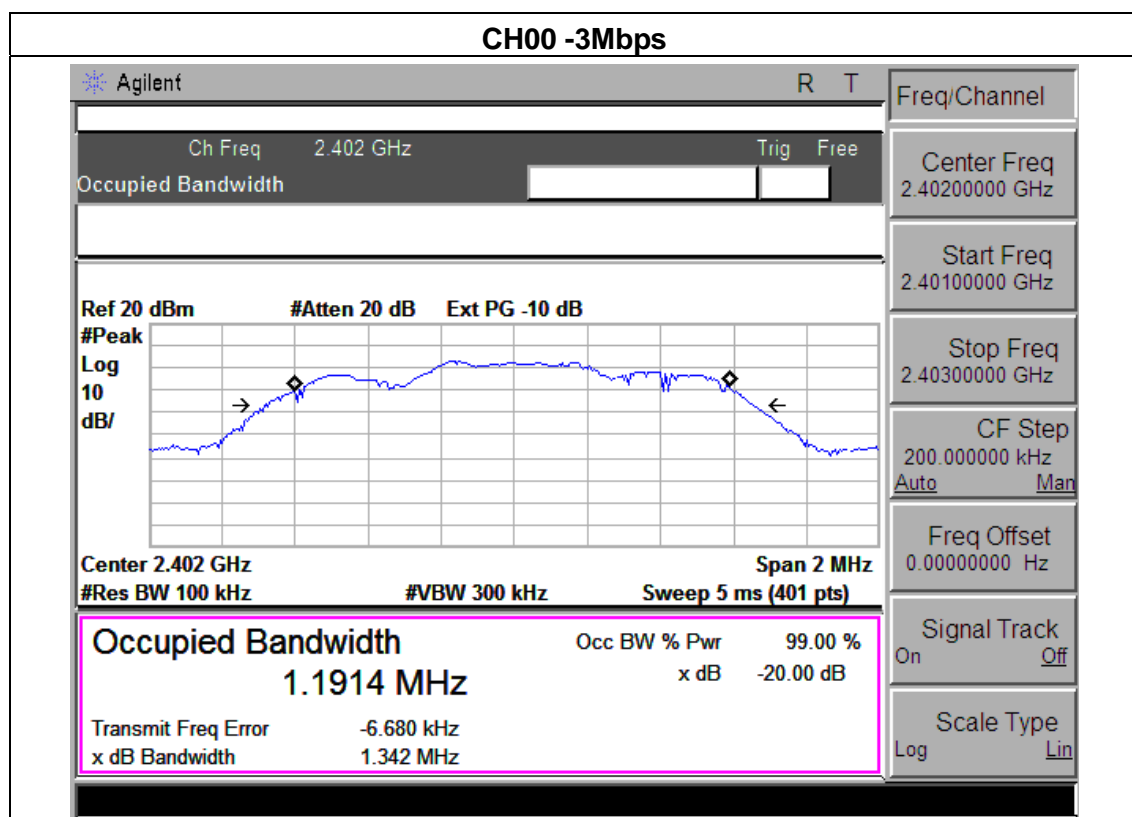 CH00 -3Mbps
Agilent R T
Ch Freq 2.402 GHz Trig Free
Occupied Bandwidth
Ref 20 dBm #Atten 20 dB Ext PG -10 dB
#Peak
Log
10
dB/
Center 2.402 GHz Span 2 MHz
#Res BW 100 kHz #VBW 300 kHz Sweep 5 ms (401 pts)
Occupied Bandwidth Occ BW % Pwr 99.00 %
1.1914 MHz x dB -20.00 dB
Transmit Freq Error -6.680 kHz
x dB Bandwidth 1.342 MHz
Freq/Channel
Center Freq
2.40200000 GHz
Start Freq
2.40100000 GHz
Stop Freq
2.40300000 GHz
CF Step
200.000000 kHz
Auto Man
Freq Offset
0.00000000 Hz
Signal Track
On Off
Scale Type
Log Lin